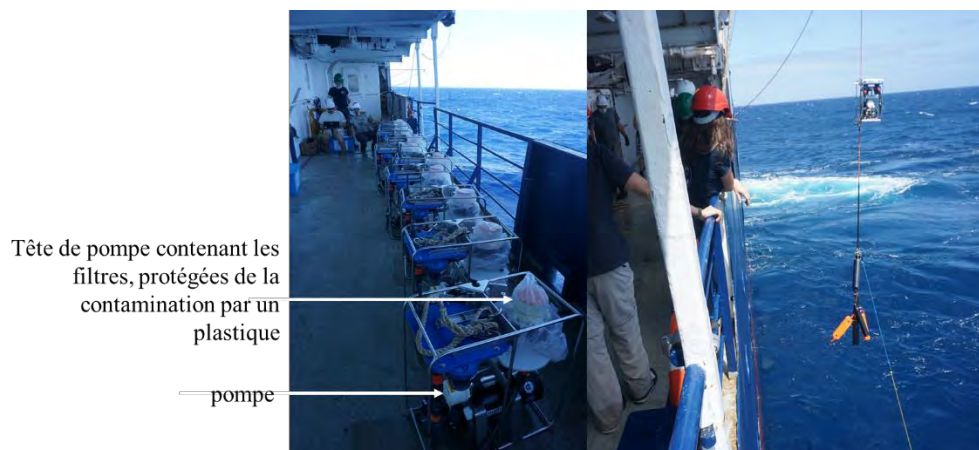 Tête de pompe contenant les
filtres, protégées de la
contamination par un
plastique
pompe